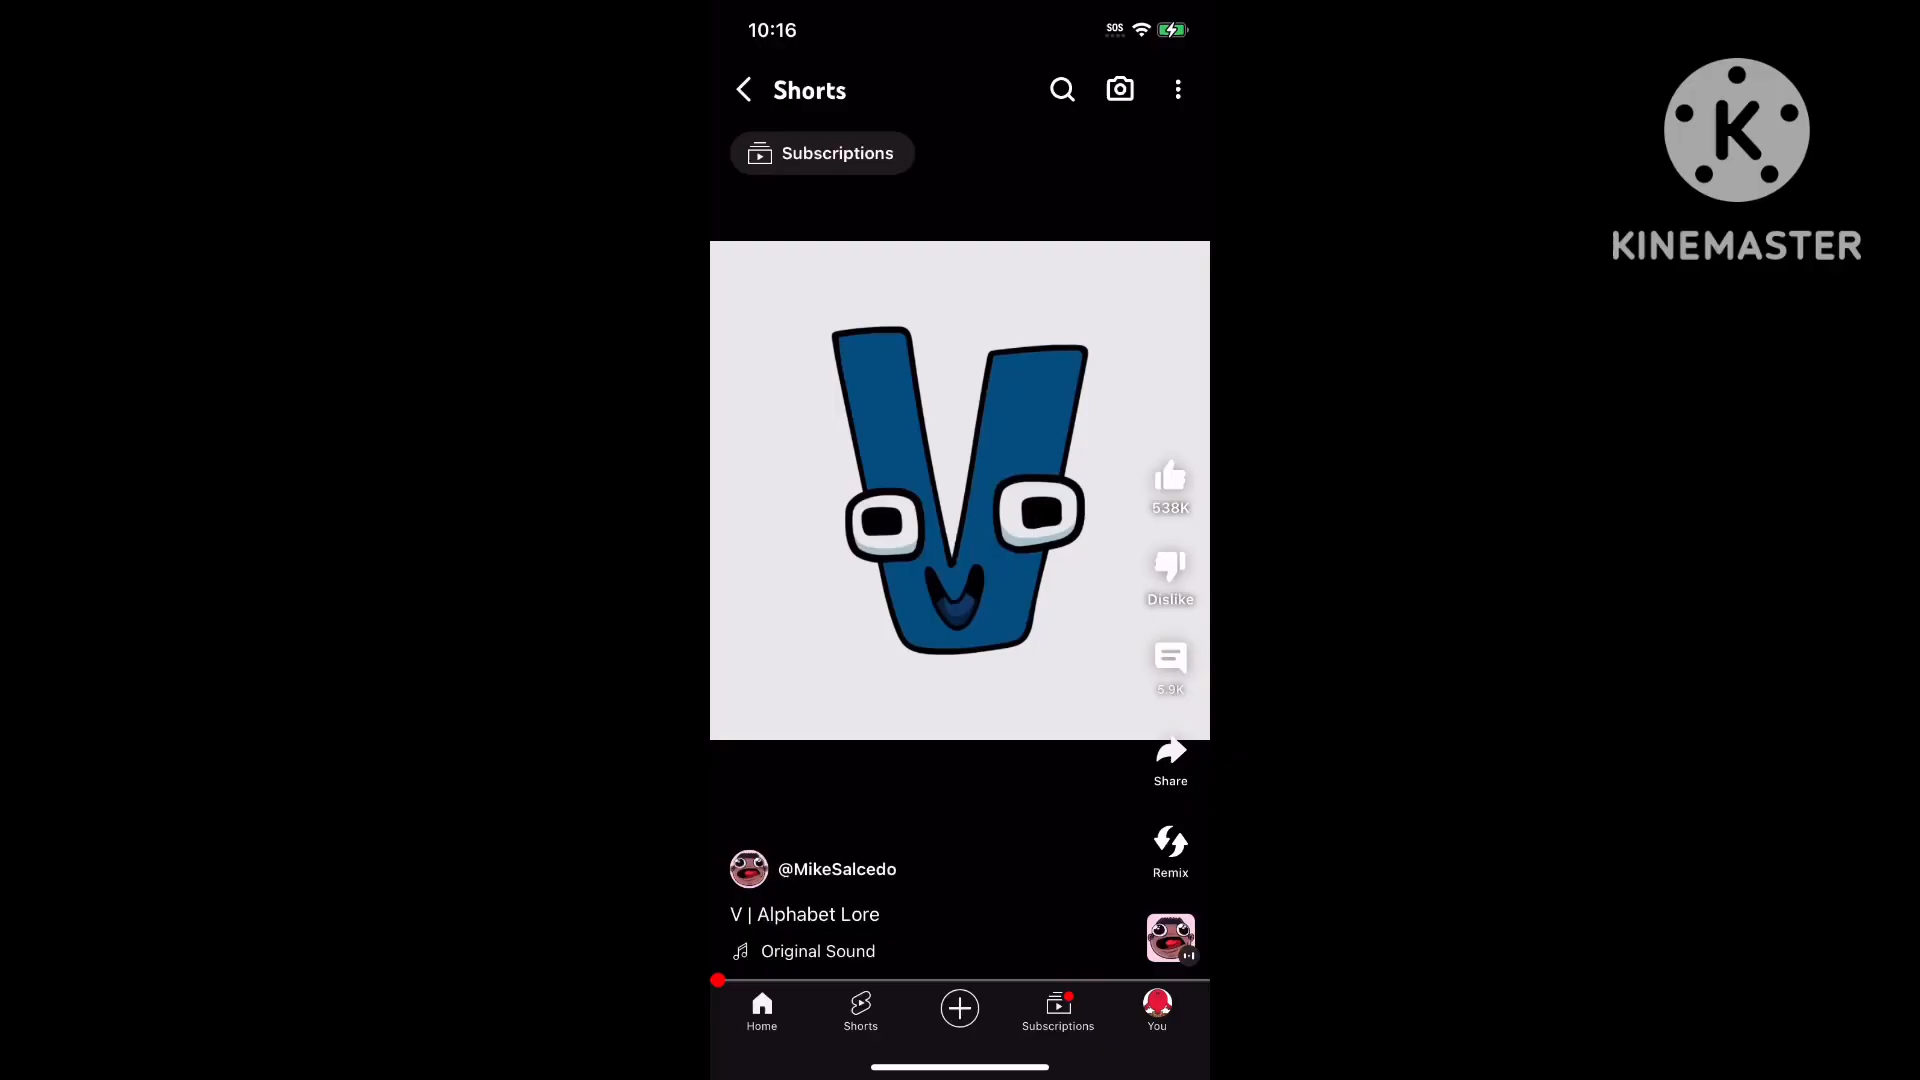 10:16
SOS
Shorts
Subscriptions
K
KINEMASTER
V
538K
Dislike
5.9K
Share
Remix
@MikeSalcedo
V | Alphabet Lore
Original Sound
Home
Shorts
Subscriptions
You